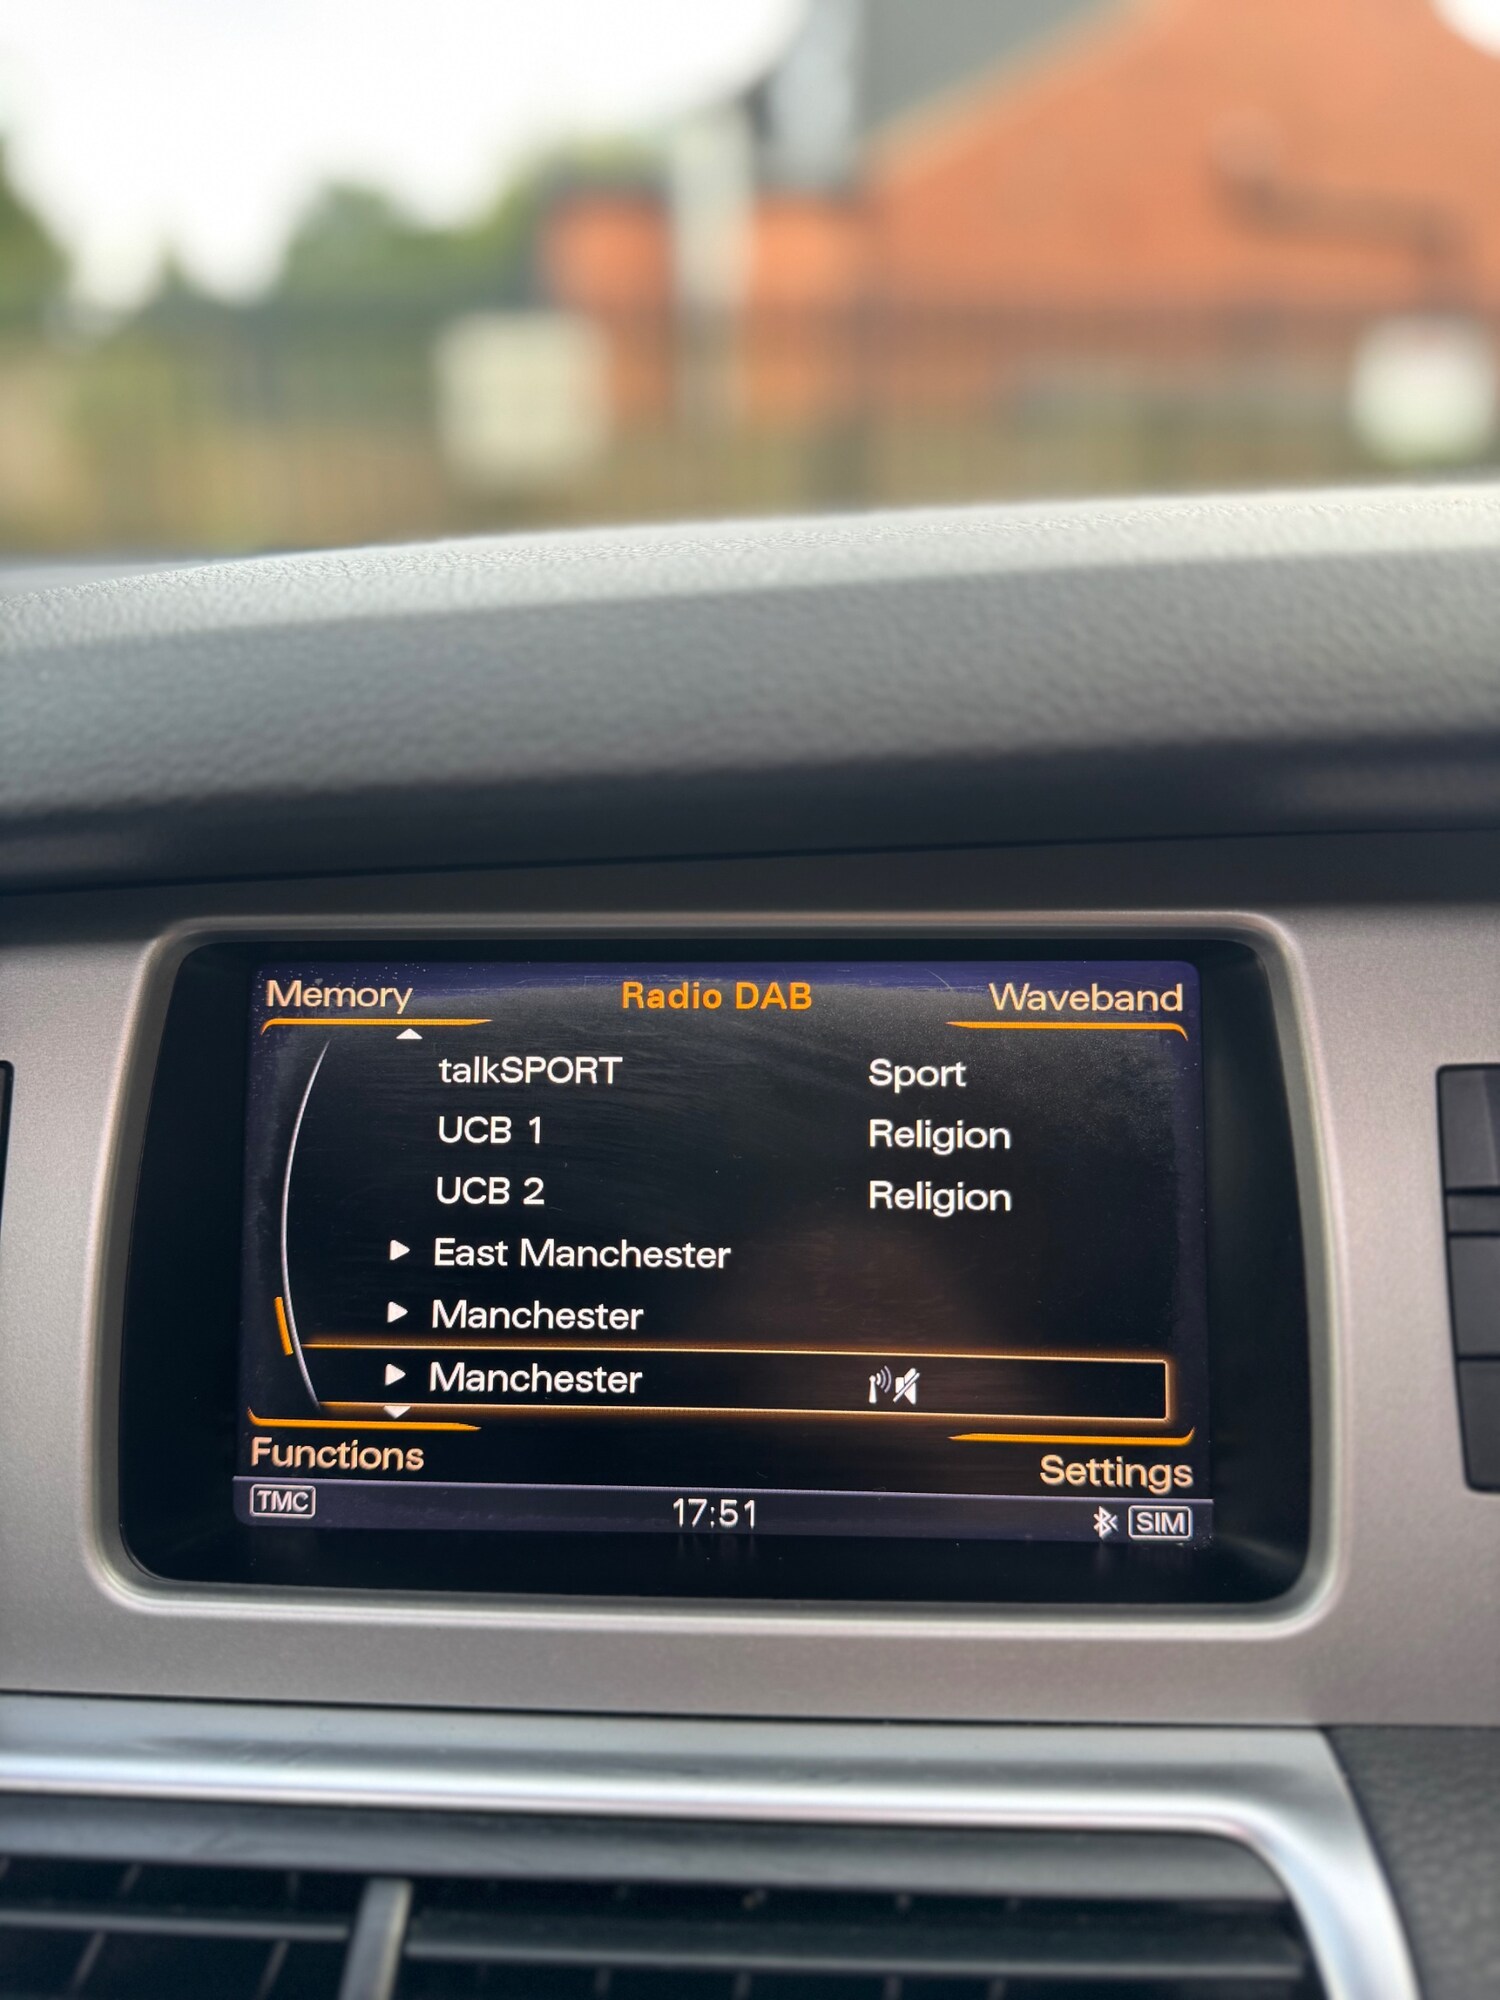 Memory Radio DAB Waveband
talkSPORT Sport
UCB 1 Religion
UCB 2 Religion
East Manchester
Manchester
Manchester
Functions Settings
TMC 17:51 SIM